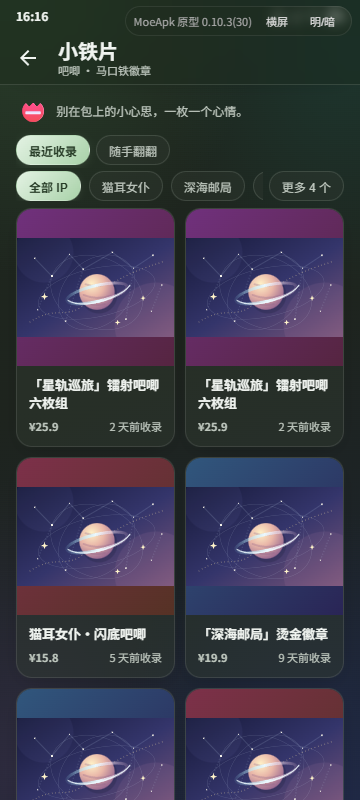 16:16
MoeApk 原型 0.10.3(30) 横屏 明/暗
小铁片
吧唧 · 马口铁徽章
别在包上的小心思，一枚一个心情。
最近收录 随手翻翻
全部 IP 猫耳女仆 深海邮局 更多 4 个
「星轨巡旅」镭射吧唧六枚组
¥25.9 2 天前收录
「星轨巡旅」镭射吧唧六枚组
¥25.9 2 天前收录
猫耳女仆·闪底吧唧
¥15.8 5 天前收录
「深海邮局」烫金徽章
¥19.9 9 天前收录